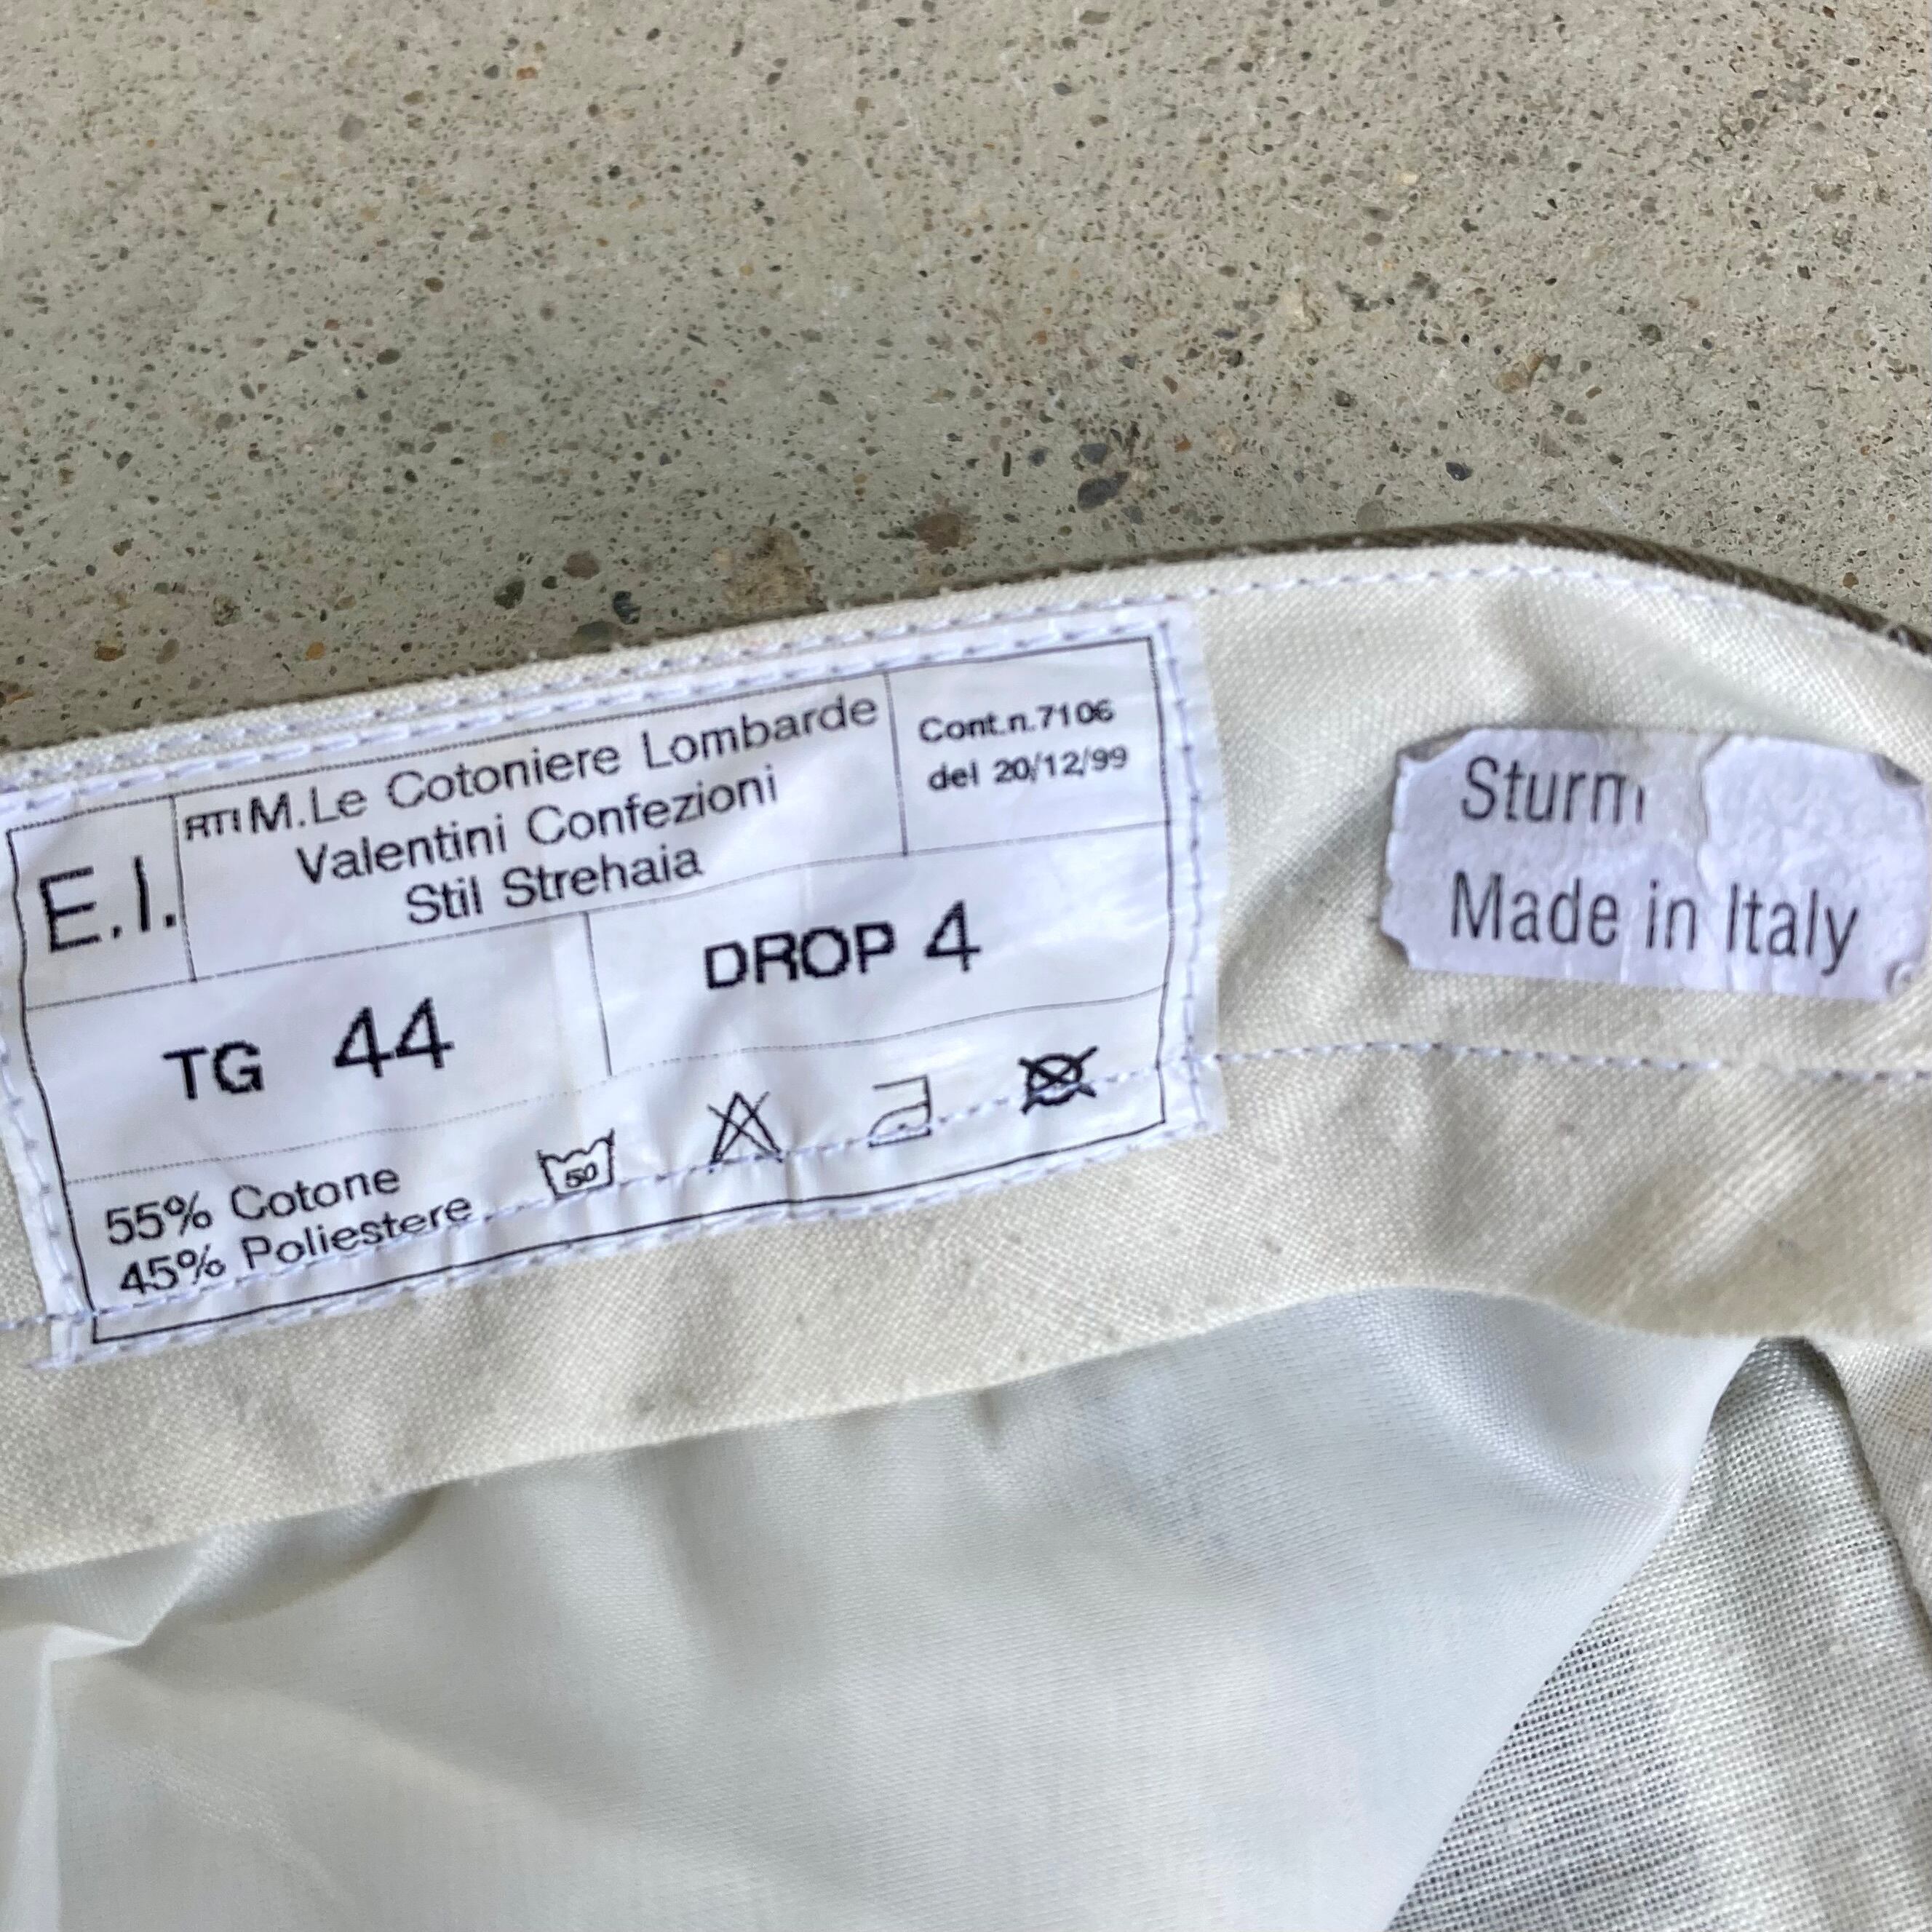 E.I.
RTI M.Le Cotoniere Lombarde
Valentini Confezioni
Stil Strehaia
Cont.n.7106
del 20/12/99
TG 44
DROP 4
55% Cotone
45% Poliestere
50
Made in Italy